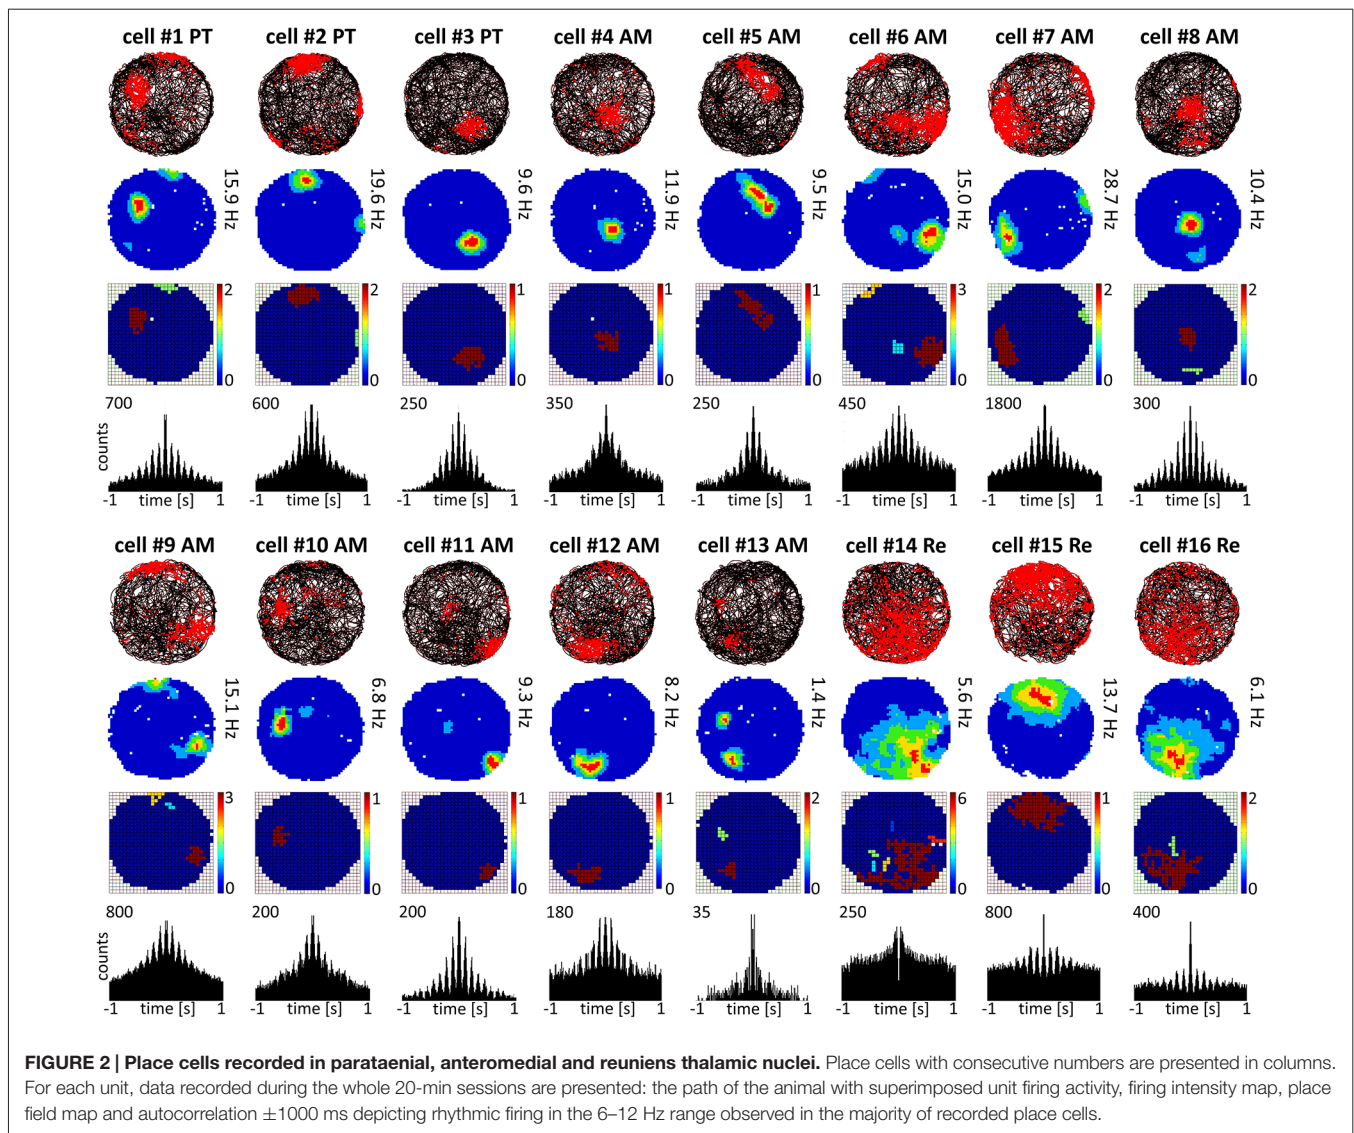 cell #1 PT cell #2 PT cell #3 PT cell #4 AM cell #5 AM cell #6 AM cell #7 AM cell #8 AM
15.9 Hz 19.6 Hz 9.6 Hz 11.9 Hz 9.5 Hz 15.0 Hz 28.7 Hz 10.4 Hz
2 2 1 1 1 3 2 2
0 0 0 0 0 0 0 0
700 600 250 350 250 450 1800 300
counts
-1 time [s] 1 -1 time [s] 1 -1 time [s] 1 -1 time [s] 1 -1 time [s] 1 -1 time [s] 1 -1 time [s] 1 -1 time [s] 1
cell #9 AM cell #10 AM cell #11 AM cell #12 AM cell #13 AM cell #14 Re cell #15 Re cell #16 Re
15.1 Hz 6.8 Hz 9.3 Hz 8.2 Hz 1.4 Hz 5.6 Hz 13.7 Hz 6.1 Hz
3 1 1 1 2 6 1 2
0 0 0 0 0 0 0 0
800 200 200 180 35 250 800 400
counts
-1 time [s] 1 -1 time [s] 1 -1 time [s] 1 -1 time [s] 1 -1 time [s] 1 -1 time [s] 1 -1 time [s] 1 -1 time [s] 1
FIGURE 2 | Place cells recorded in parataenial, anteromedial and reuniens thalamic nuclei. Place cells with consecutive numbers are presented in columns.
For each unit, data recorded during the whole 20-min sessions are presented: the path of the animal with superimposed unit firing activity, firing intensity map, place
field map and autocorrelation ±1000 ms depicting rhythmic firing in the 6–12 Hz range observed in the majority of recorded place cells.